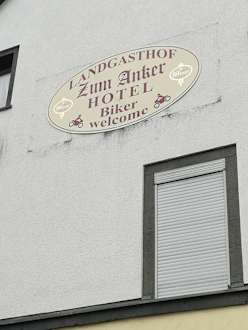 LANDGASTHOF
Zum Anker
HOTEL
Biker
welcome